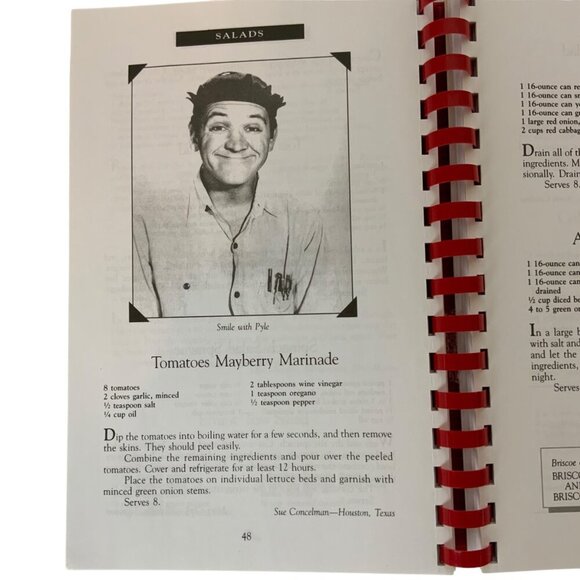 SALADS
Smile with Pyle
Tomatoes Mayberry Marinade
8 tomatoes
2 cloves garlic, minced
½ teaspoon salt
¼ cup oil
2 tablespoons wine vinegar
1 teaspoon oregano
½ teaspoon pepper
Dip the tomatoes into boiling water for a few seconds, and then remove
the skins. They should peel easily.
Combine the remaining ingredients and pour over the peeled
tomatoes. Cover and refrigerate for at least 12 hours.
Place the tomatoes on individual lettuce beds and garnish with
minced green onion stems.
Serves 8.
Sue Concelman—Houston, Texas
48
1 16-ounce can
1 16-ounce can
1 16-ounce can
1 16-ounce can
1 large red onion,
2 cups red
Drain all of
ingredients.
sionally.
Serves 8.
A
1 16-ounce can
1 16-ounce can
1 16-ounce can
drained
½ cup diced
4 to 5 green
In a large
with salt and
and let the
ingredients,
night.
Serves
Briscoe
BRISCO
AN
BRISCO